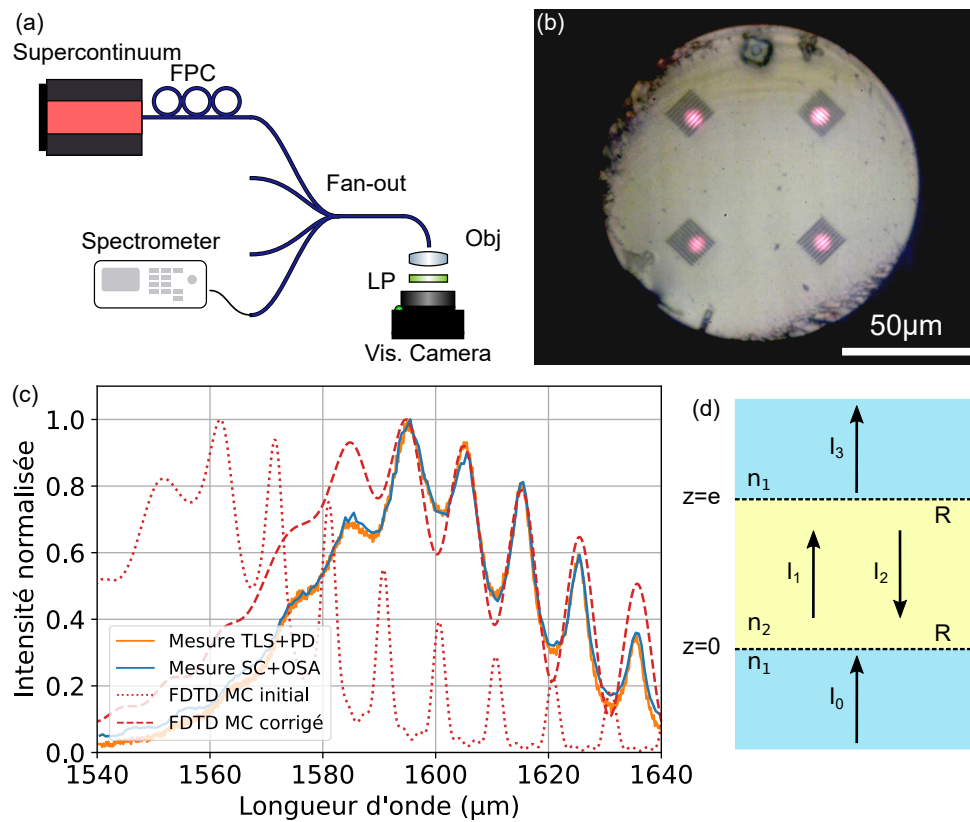 (a)
Supercontinuum
FPC
Fan-out
Spectrometer
Obj
LP
Vis. Camera
(b)
50µm
(c)
Intensité normalisée
1.0
0.8
0.6
0.4
0.2
0.0
Mesure TLS+PD
Mesure SC+OSA
FDTD MC initial
FDTD MC corrigé
1540 1560 1580 1600 1620 1640
Longueur d'onde (µm)
(d)
I3
n1
z=e
R
I1
I2
n2
R
z=0
n1
I0